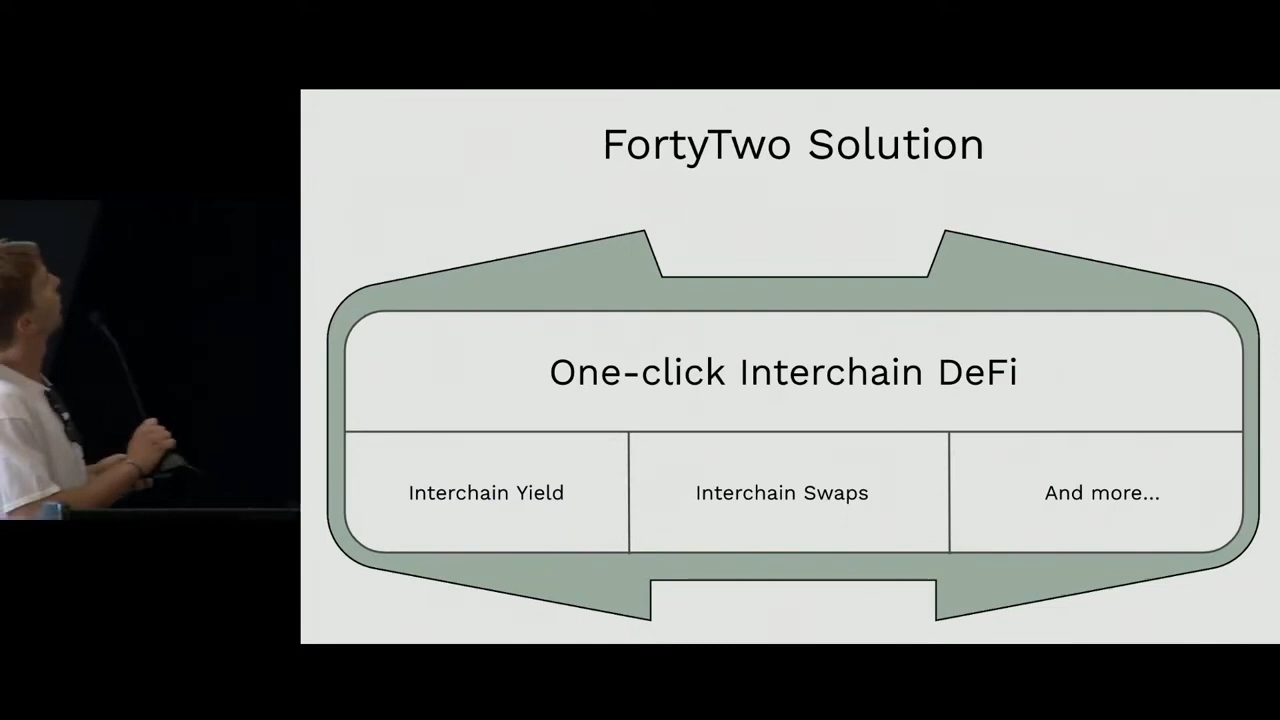 FortyTwo Solution
One-click Interchain DeFi
Interchain Yield
Interchain Swaps
And more...